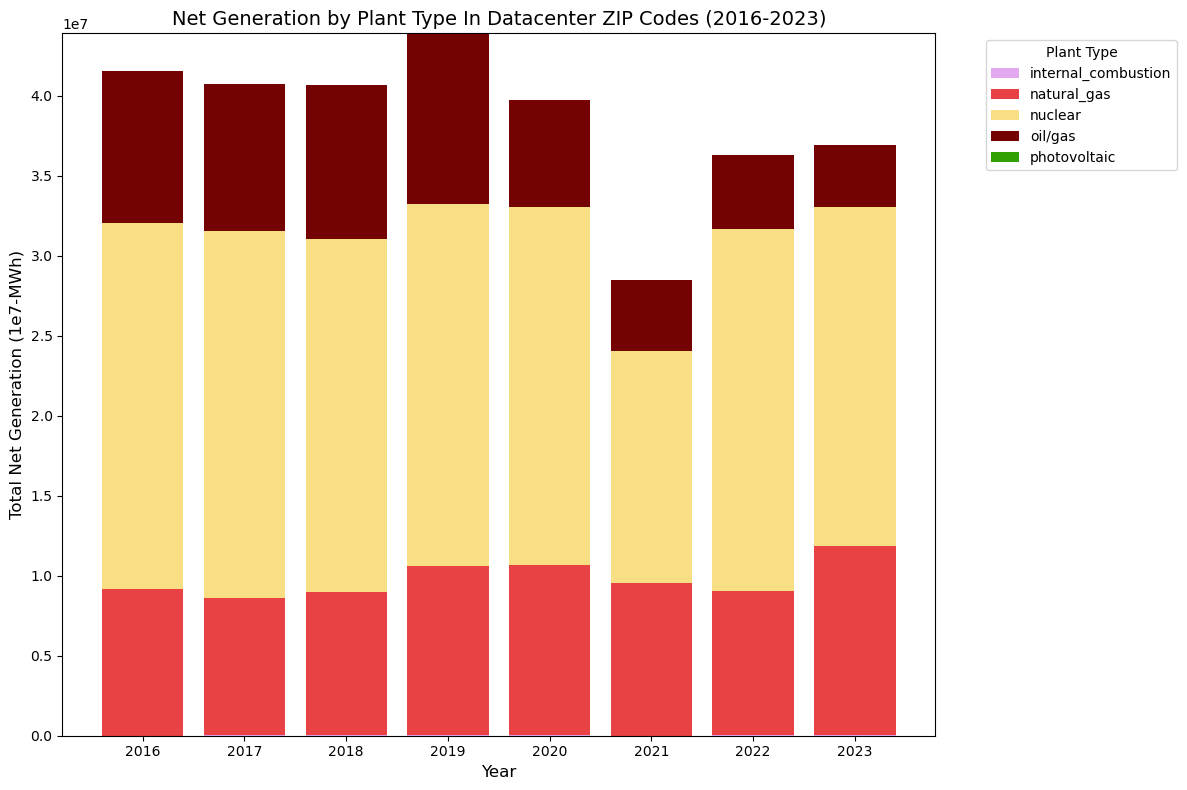 Net Generation by Plant Type In Datacenter ZIP Codes (2016-2023)
1e7
4.0
3.5
3.0
2.5
2.0
1.5
1.0
0.5
0.0
Total Net Generation (1e7-MWh)
2016 2017 2018 2019 2020 2021 2022 2023
Year
Plant Type
internal_combustion
natural_gas
nuclear
oil/gas
photovoltaic